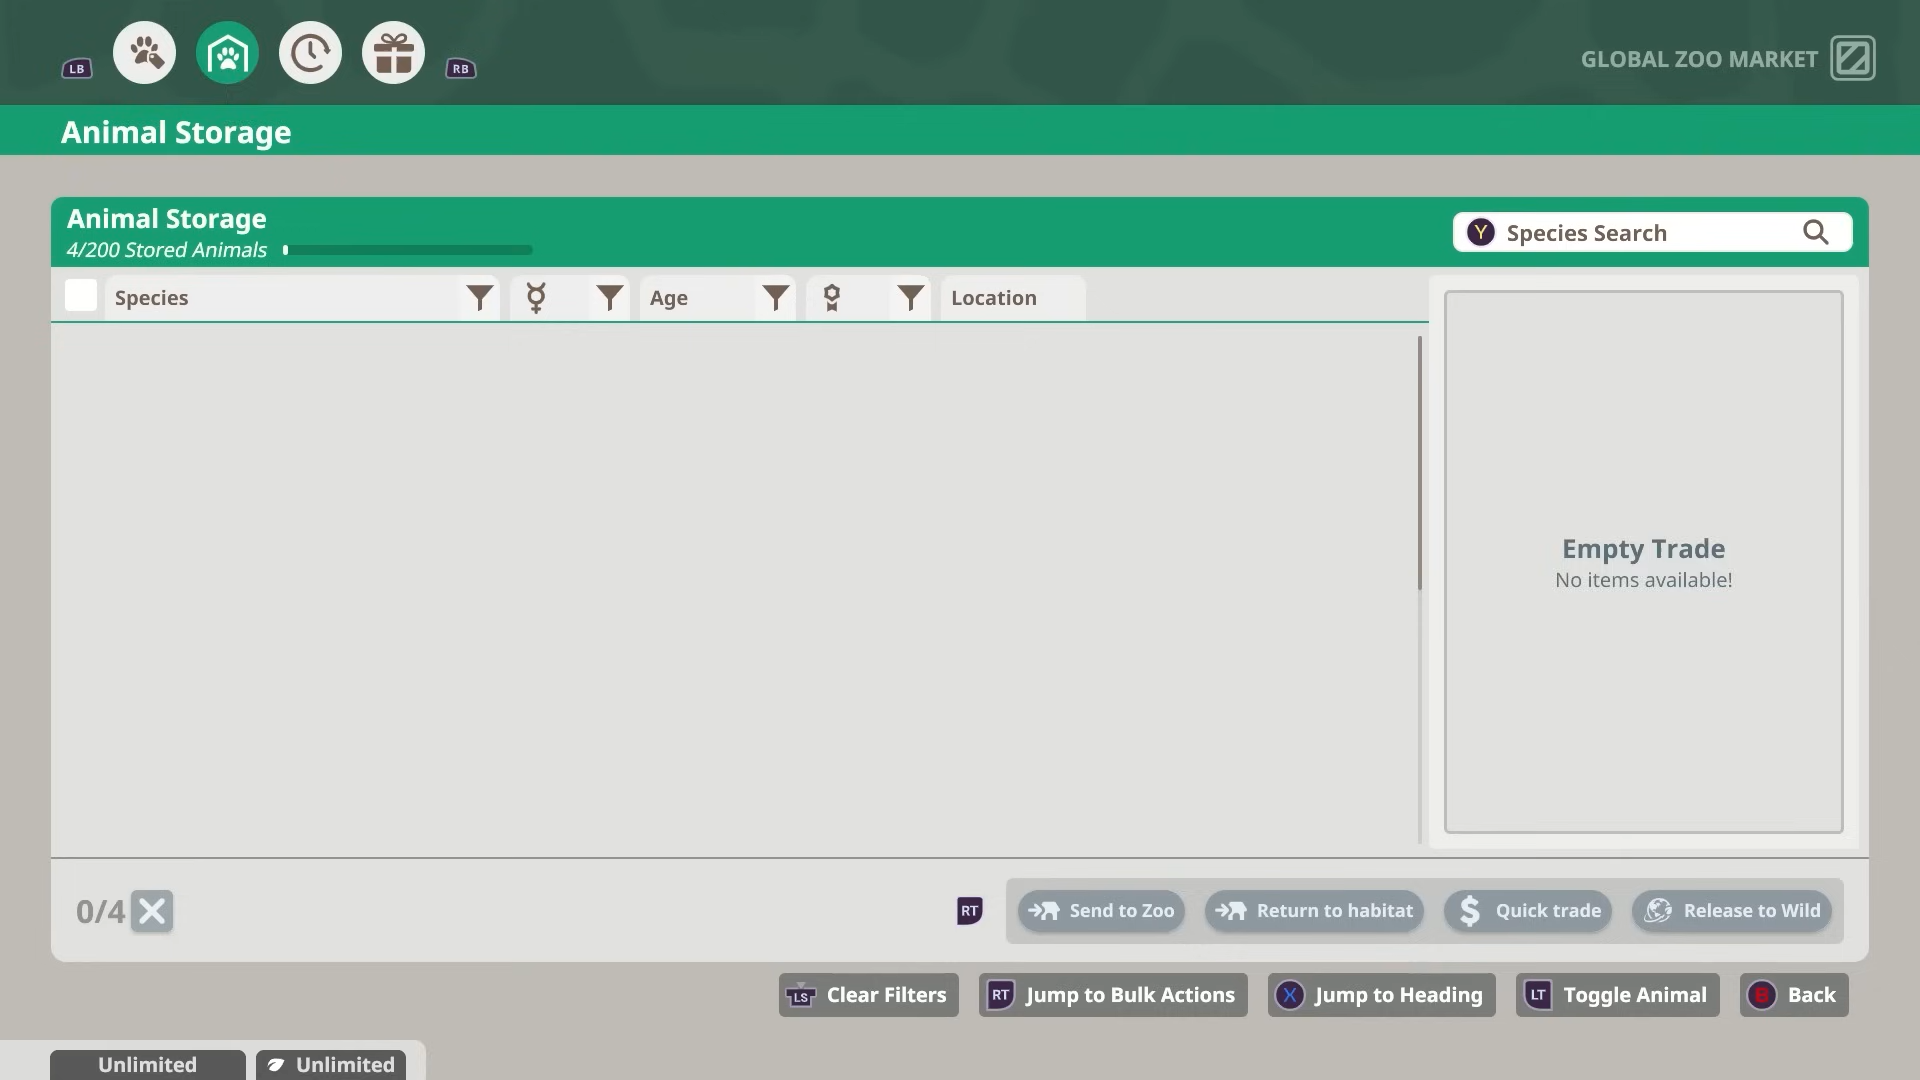 LB
RB
GLOBAL ZOO MARKET
Animal Storage
Animal Storage
4/200 Stored Animals
Y Species Search
Species
Age
Location
Empty Trade
No items available!
0/4
RT
Send to Zoo
Return to habitat
$ Quick trade
Release to Wild
LS Clear Filters
RT Jump to Bulk Actions
X Jump to Heading
LT Toggle Animal
B Back
Unlimited
Unlimited